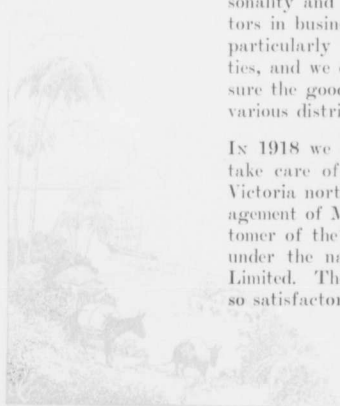 sonality and
tors in busin
particularly
ties, and we
sure the good
various distri
In 1918 we
take care of
Victoria nort
agement of M
tomer of the
under the na
Limited. Th
so satisfactor